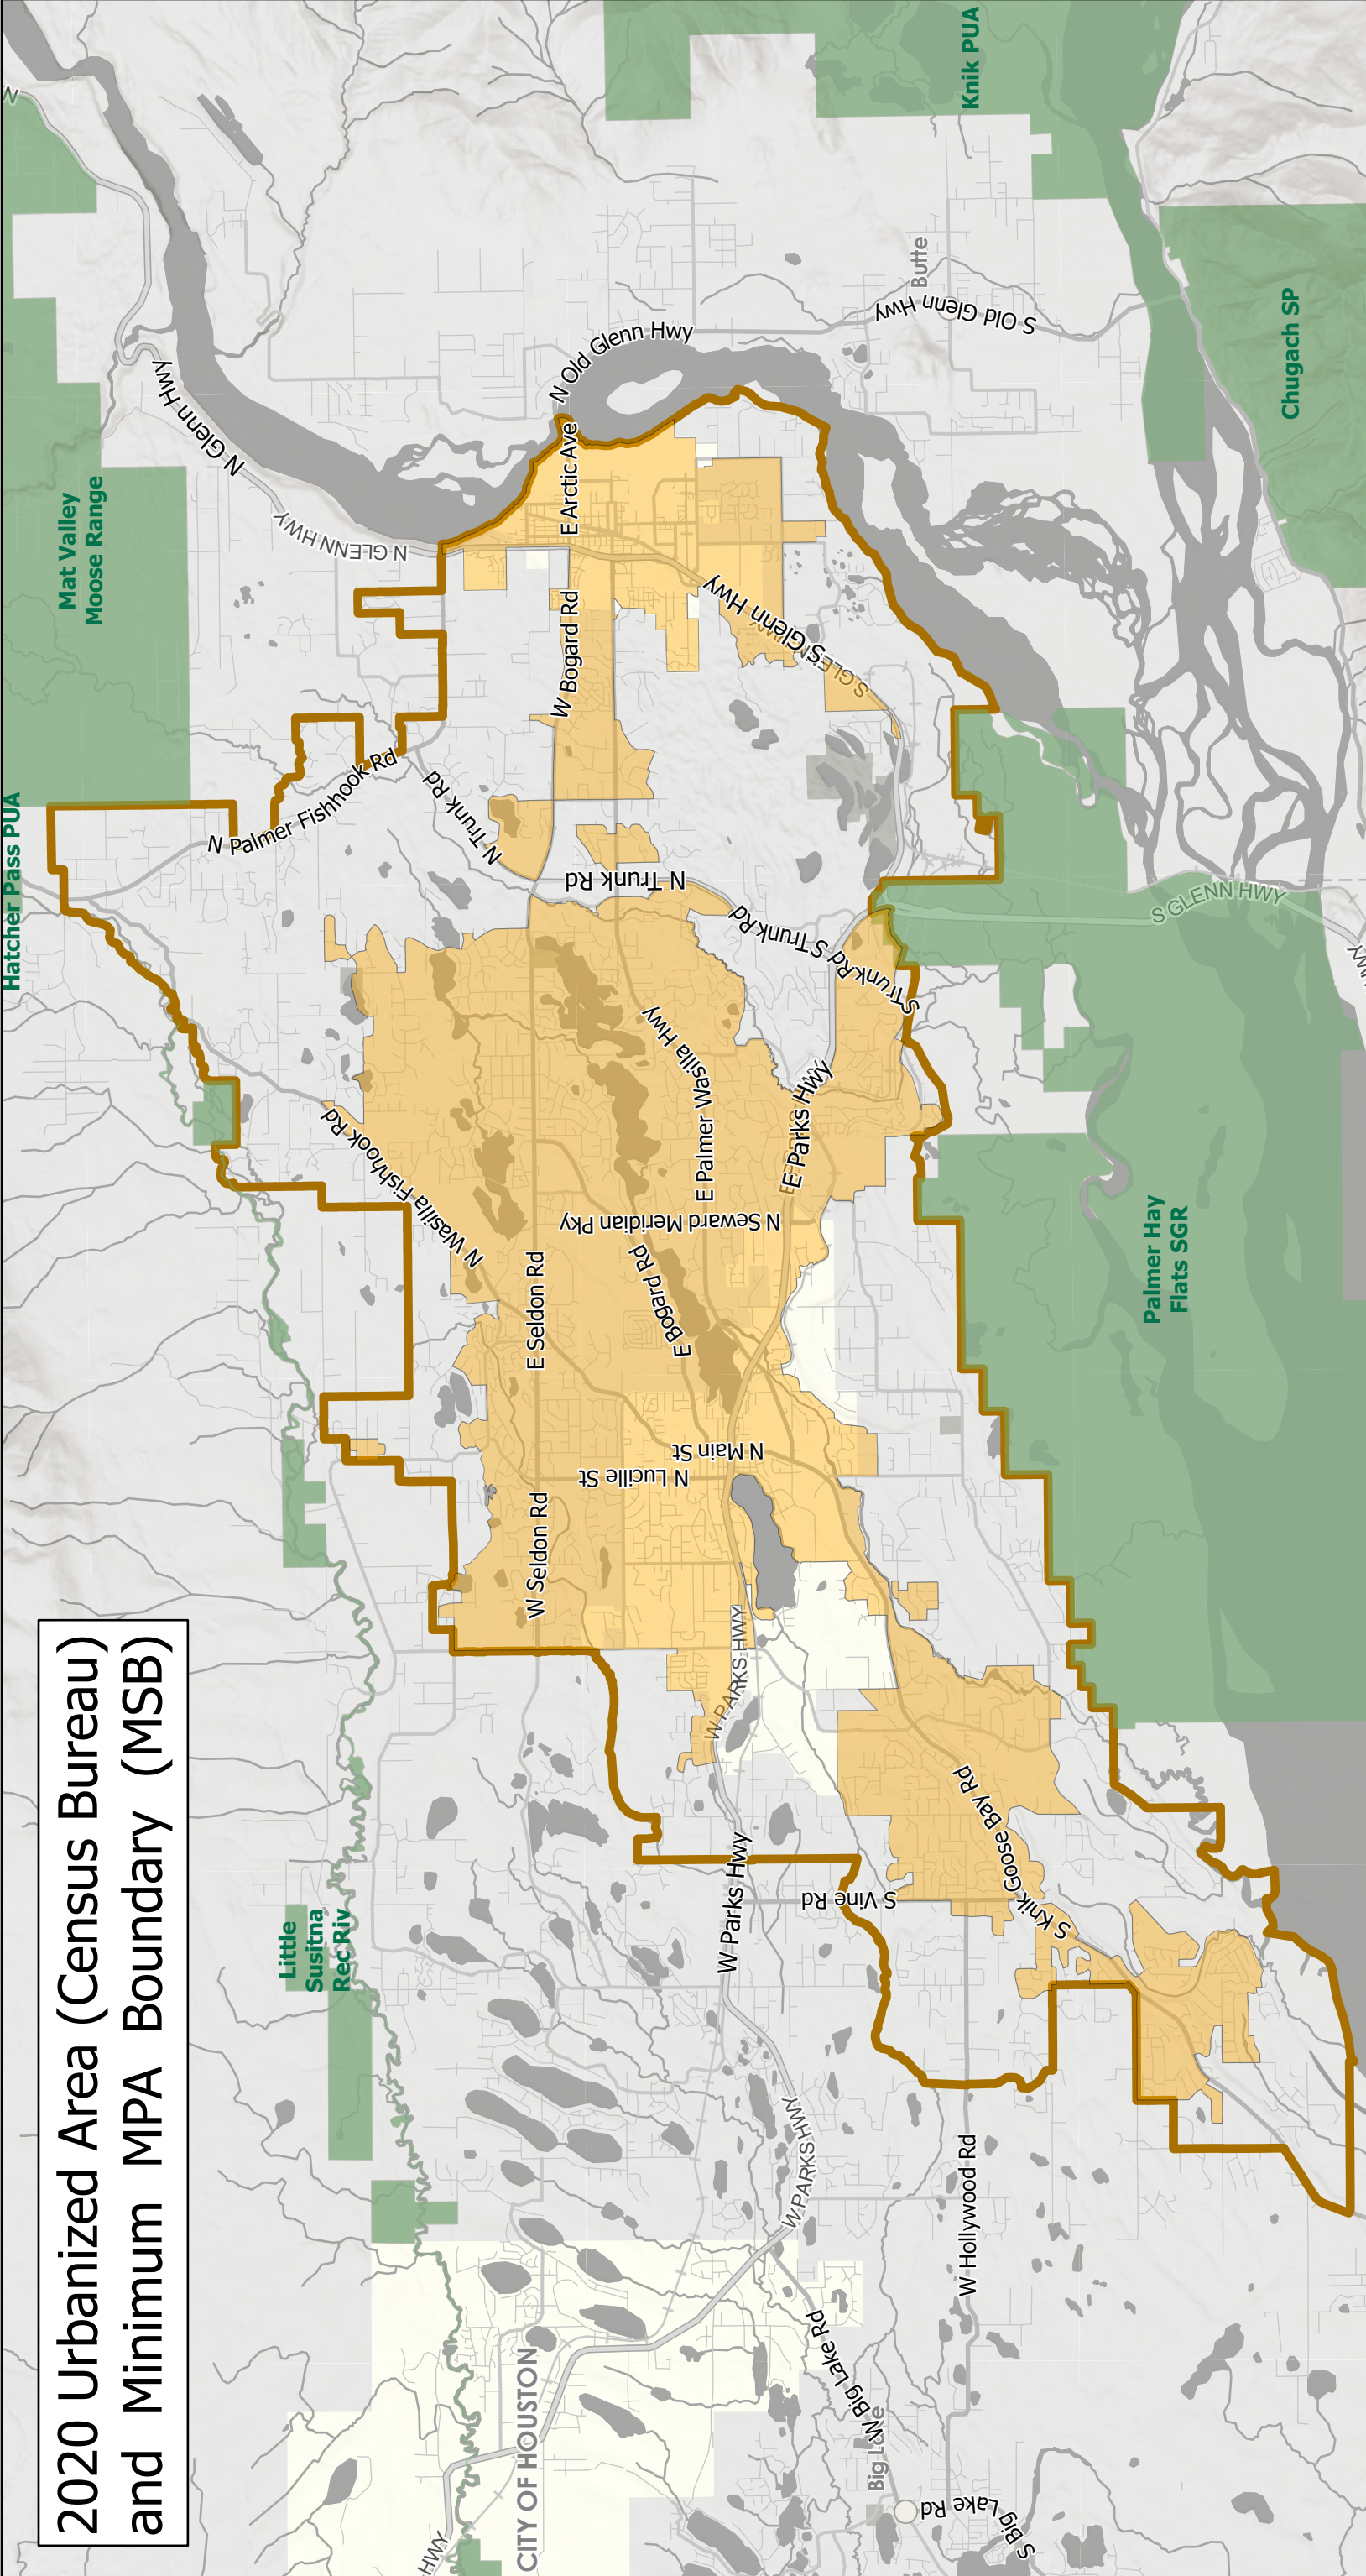 2020 Urbanized Area (Census Bureau)
and Minimum MPA Boundary (MSB)
Hatcher Pass PUA
Mat Valley
Moose Range
N
N Glenn Hwy
N GLENN HWY
N Palmer Fishhook Rd
N Trunk Rd
N Wasilla Fishhook Rd
Little
Susitna
Rec Riv
E Seldon Rd
W Seldon Rd
W Bogard Rd
E Arctic Ave
N Old Glenn Hwy
N Trunk Rd
N Seward Meridian Pky
E Bogard Rd
N Lucille St
N Main St
E Palmer Wasilla Hwy
E Parks Hwy
S Trunk Rd
S Trunk Rd
S Glenn Hwy
S GLENN HWY
W PARKS HWY
W Parks Hwy
W PARKS HWY
CITY OF HOUSTON
HWY
S Vine Rd
S Knik Goose Bay Rd
W Hollywood Rd
W Big Lake Rd
Big Lake
S Big Lake Rd
S Old Glenn Hwy
Butte
Knik PUA
Chugach SP
S GLENN HWY
HWY
Palmer Hay
Flats SGR